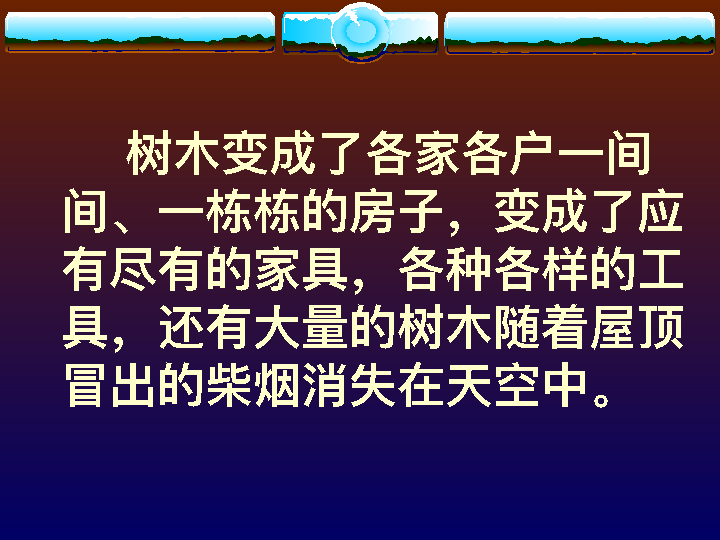 树木变成了各家各户一间
间、一栋栋的房子，变成了应
有尽有的家具，各种各样的工
具，还有大量的树木随着屋顶
冒出的柴烟消失在天空中。